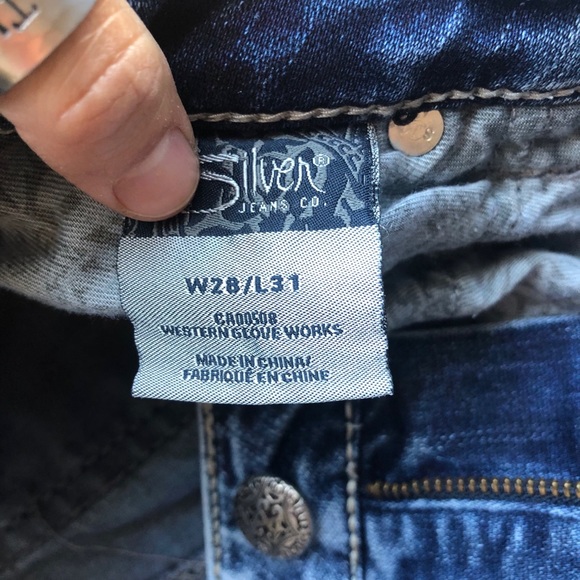 Silver®
JEANS CO.
W28/L31
CA00508
WESTERN GLOVE WORKS
MADE IN CHINA/
FABRIQUÉ EN CHINE